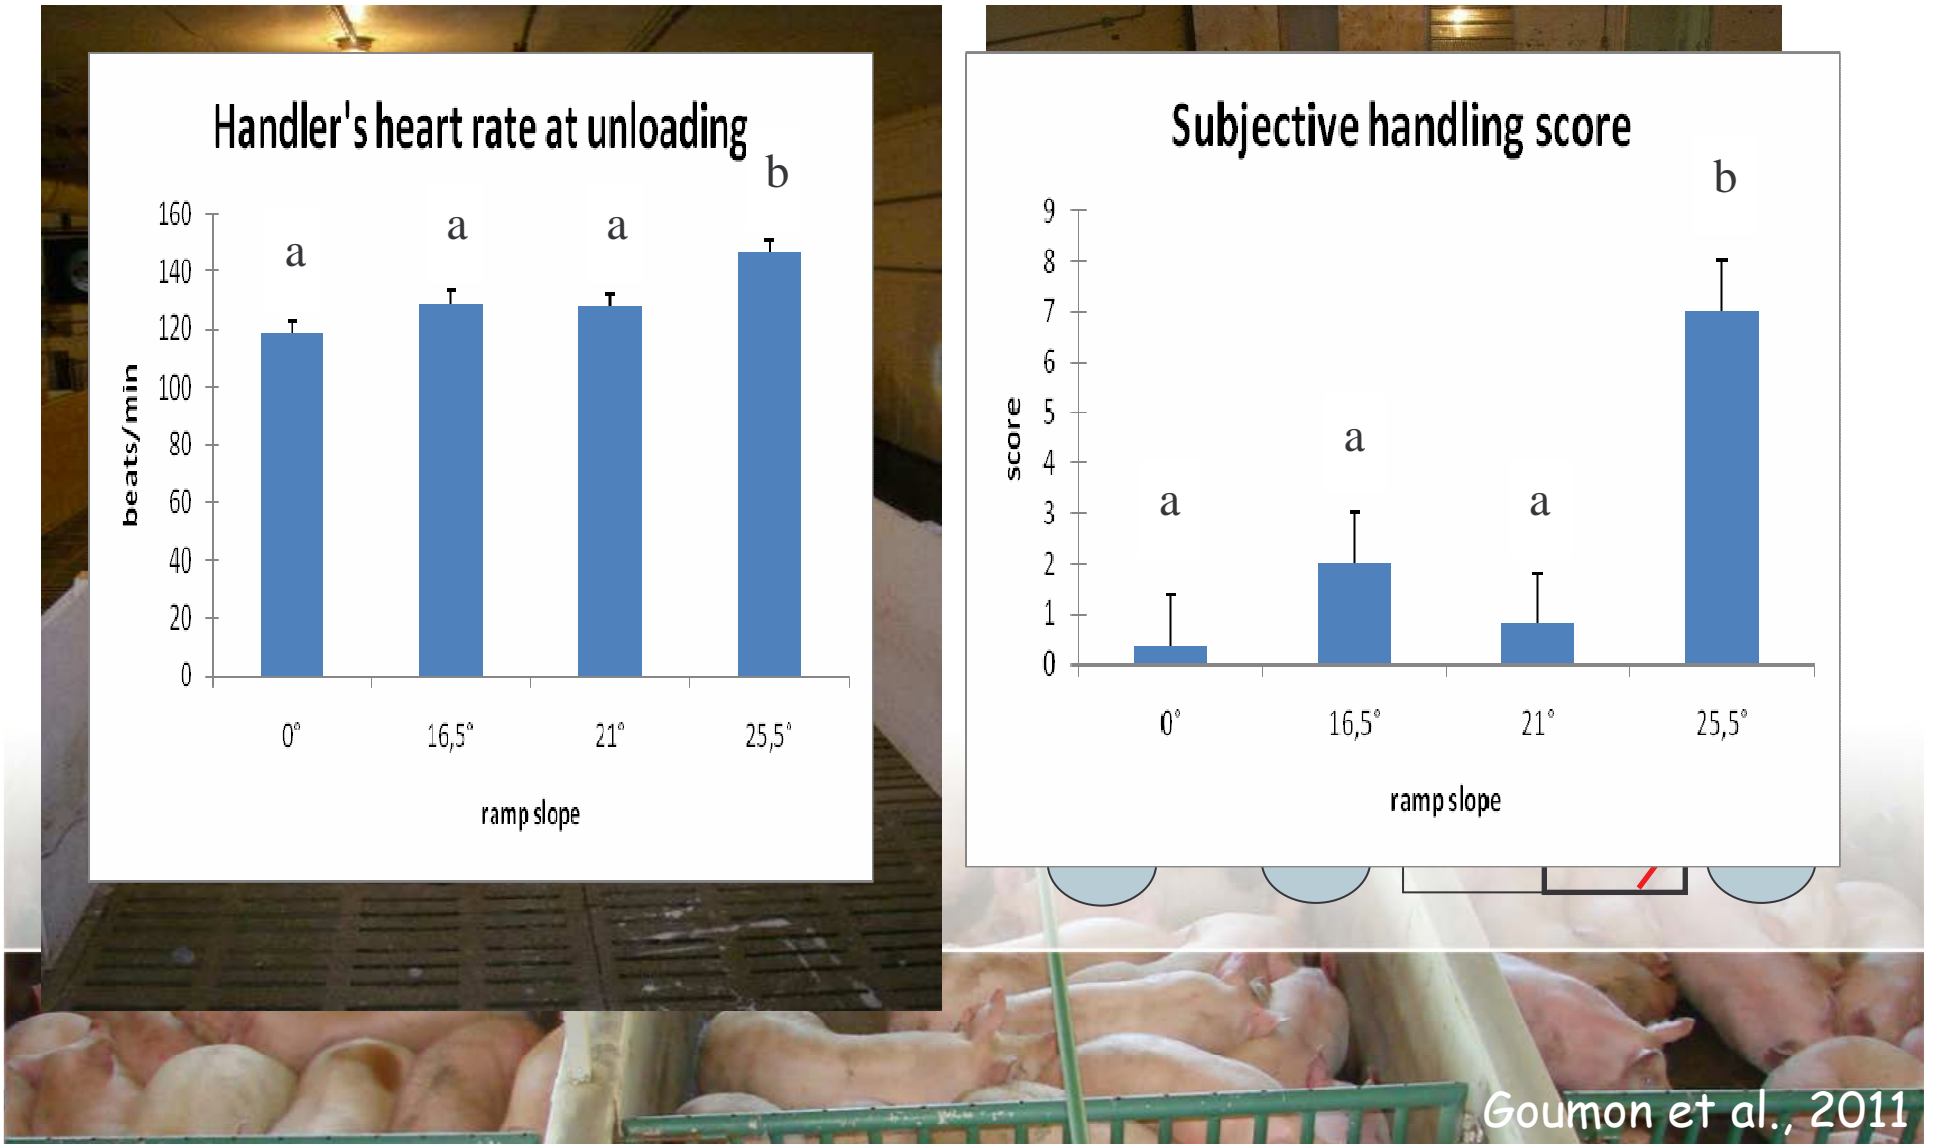 Handler's heart rate at unloading
a
a
a
b
160
140
120
100
80
60
40
20
0
beats/min
0° 16,5° 21° 25,5°
ramp slope
Subjective handling score
a
a
a
b
9
8
7
6
5
4
3
2
1
0
score
0° 16,5° 21° 25,5°
ramp slope
Goumon et al., 2011